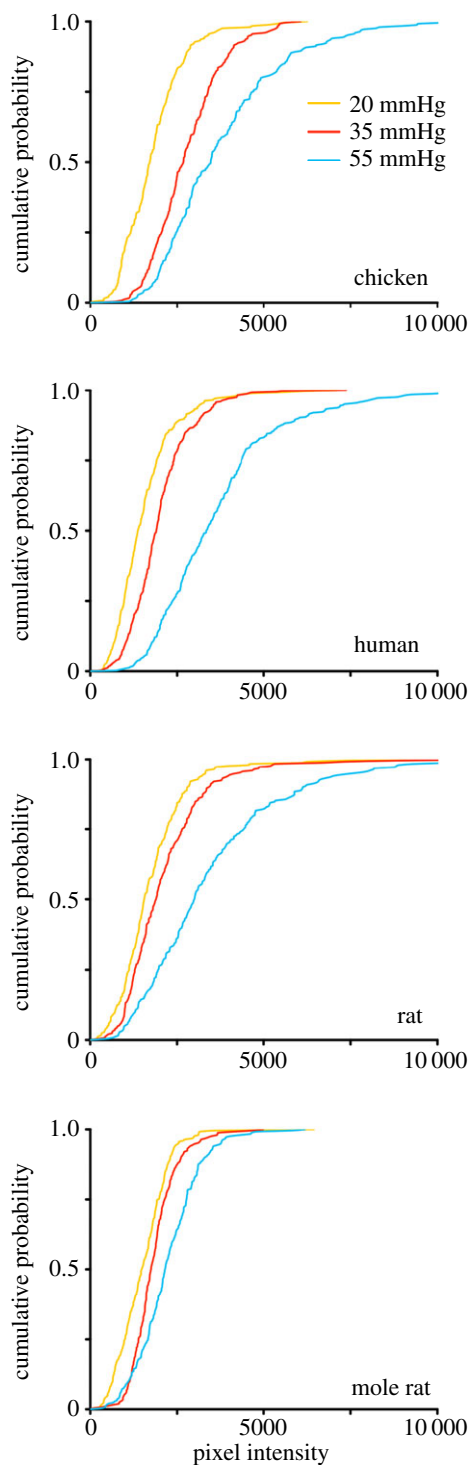 1.0
20 mmHg
35 mmHg
0.5
55 mmHg
cumulative probability
chicken
0
0 5000 10 000
1.0
0.5
cumulative probability
human
0
0 5000 10 000
1.0
0.5
cumulative probability
rat
0
0 5000 10 000
1.0
0.5
cumulative probability
mole rat
0
0 5000 10 000
pixel intensity